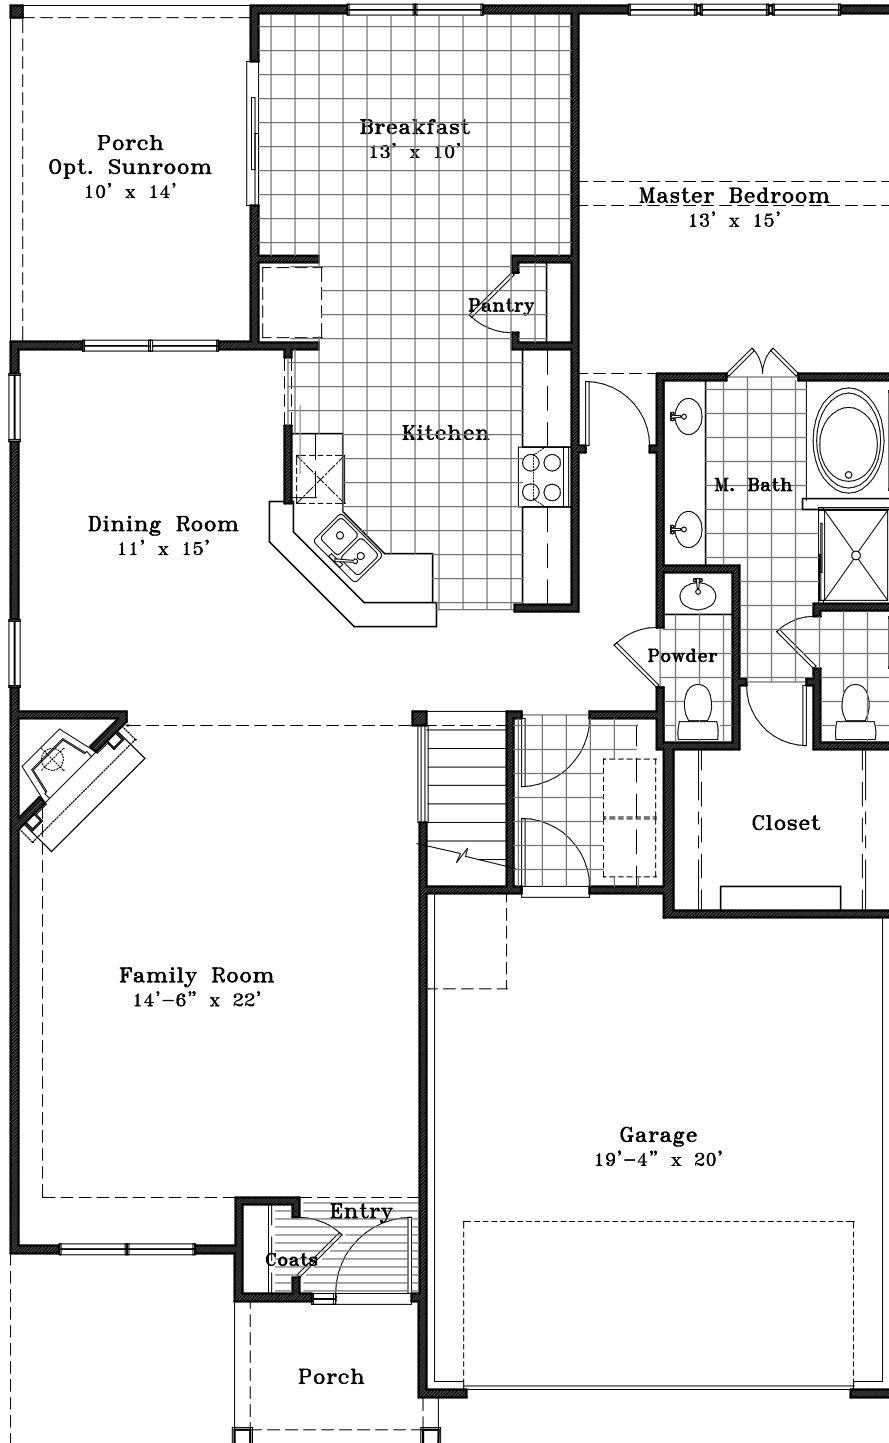 Breakfast
13' x 10'
Porch
Opt. Sunroom
10' x 14'
Master Bedroom
13' x 15'
Pantry
Kitchen
M. Bath
Dining Room
11' x 15'
Powder
Closet
Family Room
14'-6" x 22'
Garage
19'-4" x 20'
Entry
Coats
Porch